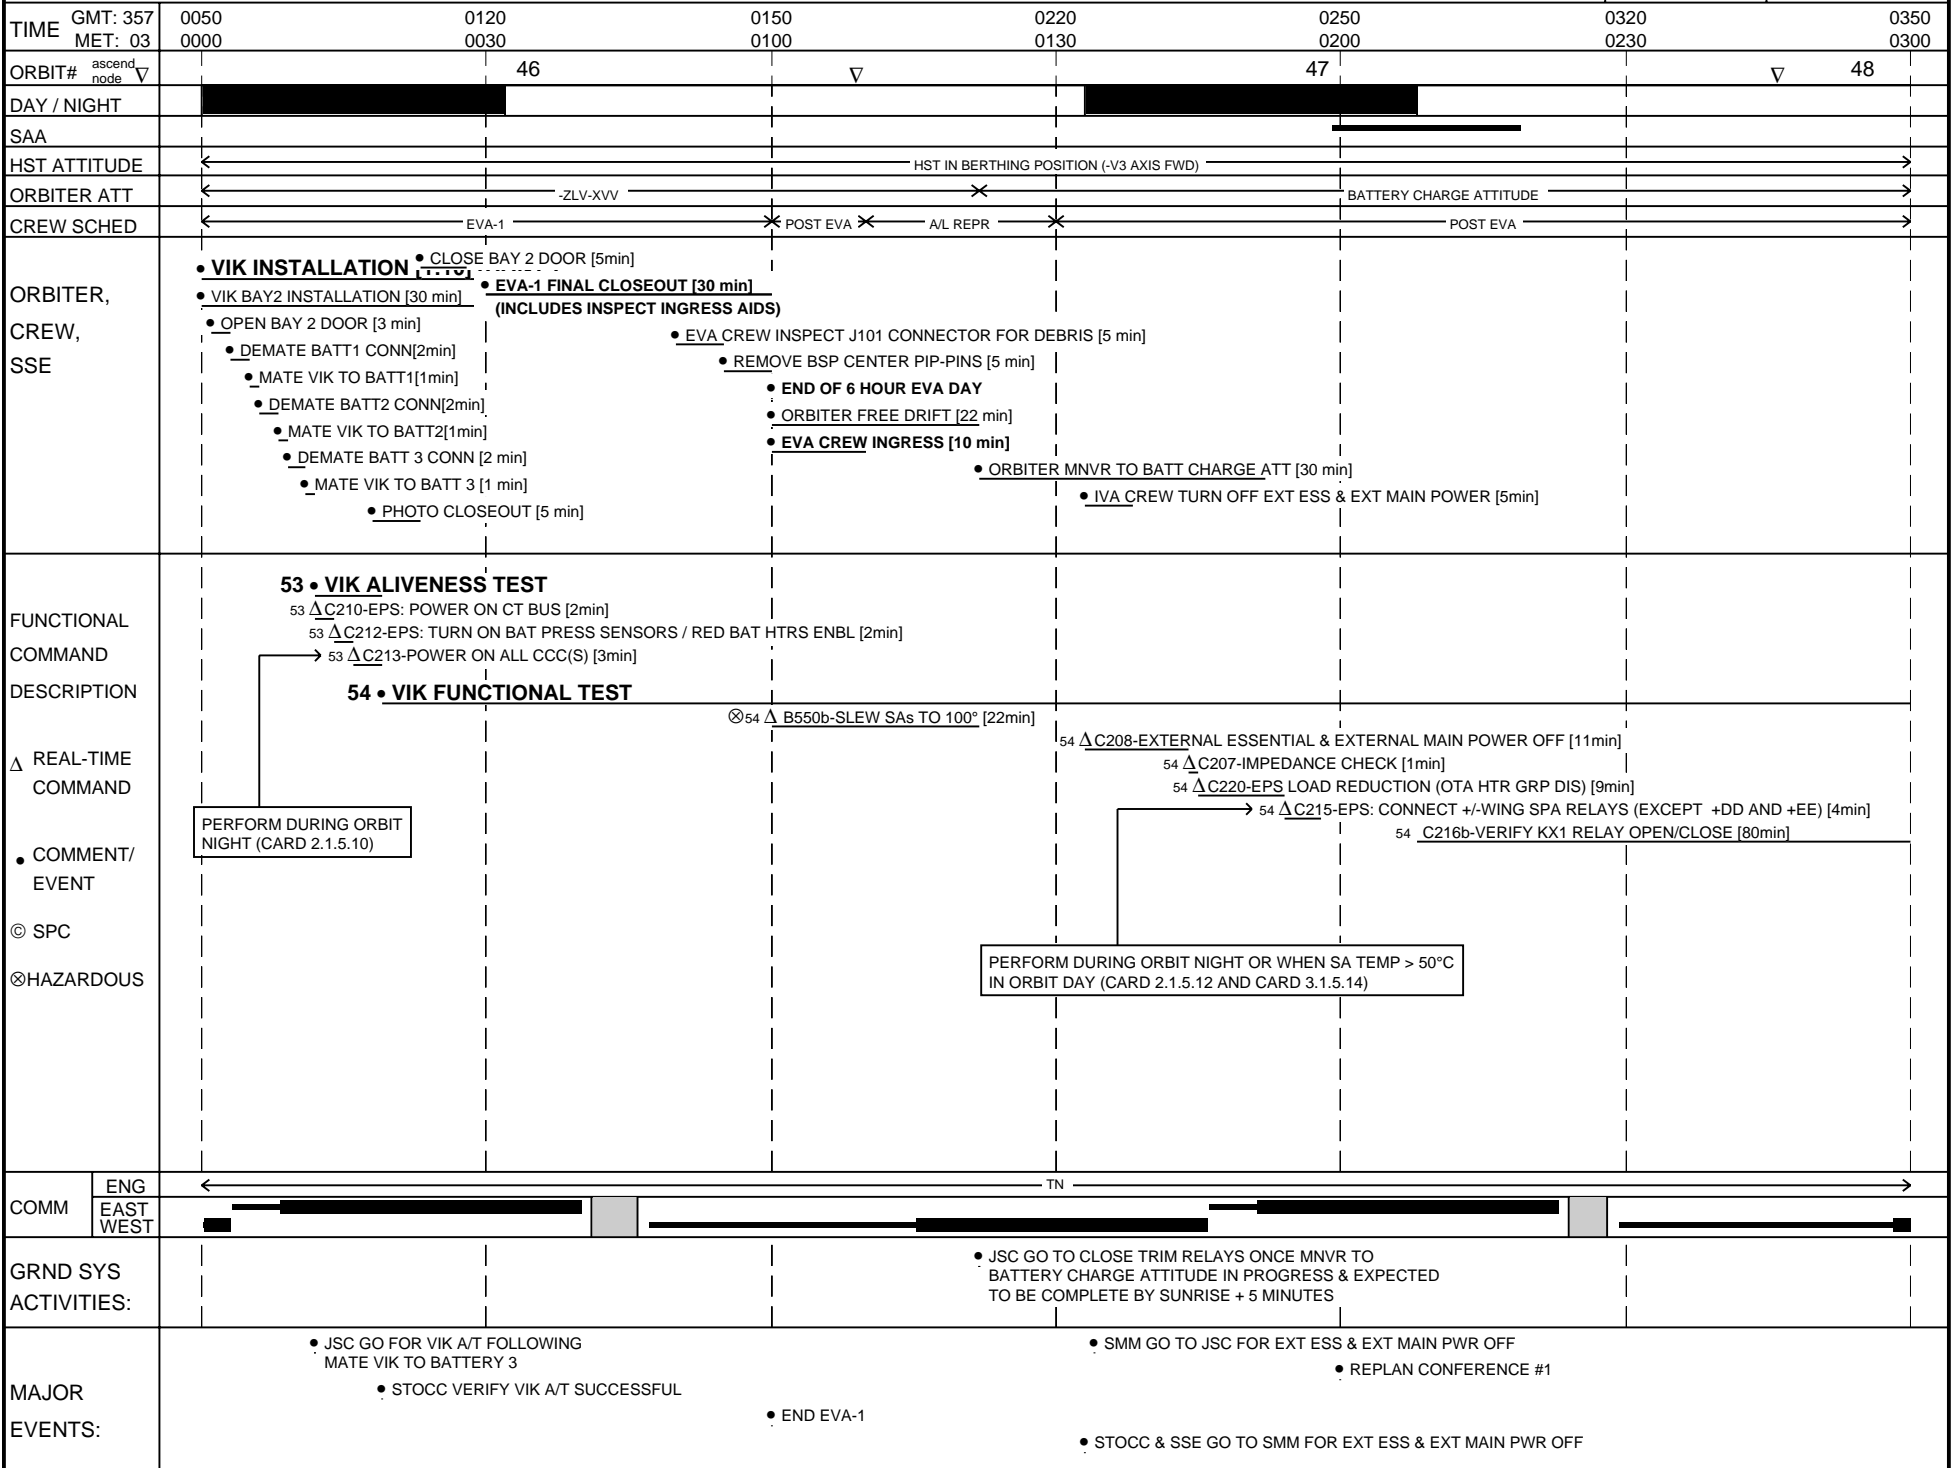 TIME GMT: 357 0050 0120 0150 0220 0250 0320 0350
MET: 03 0000 0030 0100 0130 0200 0230 0300
ORBIT# ascend node ∇ 46 ∇ 47 ∇ 48
DAY / NIGHT
SAA
HST ATTITUDE HST IN BERTHING POSITION (-V3 AXIS FWD)
ORBITER ATT -ZLV-XVV BATTERY CHARGE ATTITUDE
CREW SCHED EVA-1 POST EVA A/L REPR POST EVA
ORBITER,
CREW,
SSE
• CLOSE BAY 2 DOOR [5min]
• VIK INSTALLATION
• EVA-1 FINAL CLOSEOUT [30 min]
(INCLUDES INSPECT INGRESS AIDS)
• VIK BAY2 INSTALLATION [30 min]
• OPEN BAY 2 DOOR [3 min]
• EVA CREW INSPECT J101 CONNECTOR FOR DEBRIS [5 min]
• DEMATE BATT1 CONN[2min]
• REMOVE BSP CENTER PIP-PINS [5 min]
• MATE VIK TO BATT1[1min]
• END OF 6 HOUR EVA DAY
• DEMATE BATT2 CONN[2min]
• ORBITER FREE DRIFT [22 min]
• MATE VIK TO BATT2[1min]
• EVA CREW INGRESS [10 min]
• DEMATE BATT 3 CONN [2 min]
• ORBITER MNVR TO BATT CHARGE ATT [30 min]
• MATE VIK TO BATT 3 [1 min]
• IVA CREW TURN OFF EXT ESS & EXT MAIN POWER [5min]
• PHOTO CLOSEOUT [5 min]
FUNCTIONAL
COMMAND
DESCRIPTION
Δ REAL-TIME
COMMAND
• COMMENT/
EVENT
© SPC
⊗HAZARDOUS
53 • VIK ALIVENESS TEST
53 ΔC210-EPS: POWER ON CT BUS [2min]
53 ΔC212-EPS: TURN ON BAT PRESS SENSORS / RED BAT HTRS ENBL [2min]
53 ΔC213-POWER ON ALL CCC(S) [3min]
54 • VIK FUNCTIONAL TEST
⊗54 Δ B550b-SLEW SAs TO 100° [22min]
54 ΔC208-EXTERNAL ESSENTIAL & EXTERNAL MAIN POWER OFF [11min]
54 ΔC207-IMPEDANCE CHECK [1min]
54 ΔC220-EPS LOAD REDUCTION (OTA HTR GRP DIS) [9min]
54 ΔC215-EPS: CONNECT +/-WING SPA RELAYS (EXCEPT +DD AND +EE) [4min]
54 C216b-VERIFY KX1 RELAY OPEN/CLOSE [80min]
PERFORM DURING ORBIT
NIGHT (CARD 2.1.5.10)
PERFORM DURING ORBIT NIGHT OR WHEN SA TEMP > 50°C
IN ORBIT DAY (CARD 2.1.5.12 AND CARD 3.1.5.14)
COMM ENG TN
EAST
WEST
GRND SYS
ACTIVITIES:
• JSC GO TO CLOSE TRIM RELAYS ONCE MNVR TO
BATTERY CHARGE ATTITUDE IN PROGRESS & EXPECTED
TO BE COMPLETE BY SUNRISE + 5 MINUTES
MAJOR
EVENTS:
• JSC GO FOR VIK A/T FOLLOWING
MATE VIK TO BATTERY 3
• SMM GO TO JSC FOR EXT ESS & EXT MAIN PWR OFF
• REPLAN CONFERENCE #1
• STOCC VERIFY VIK A/T SUCCESSFUL
• END EVA-1
• STOCC & SSE GO TO SMM FOR EXT ESS & EXT MAIN PWR OFF